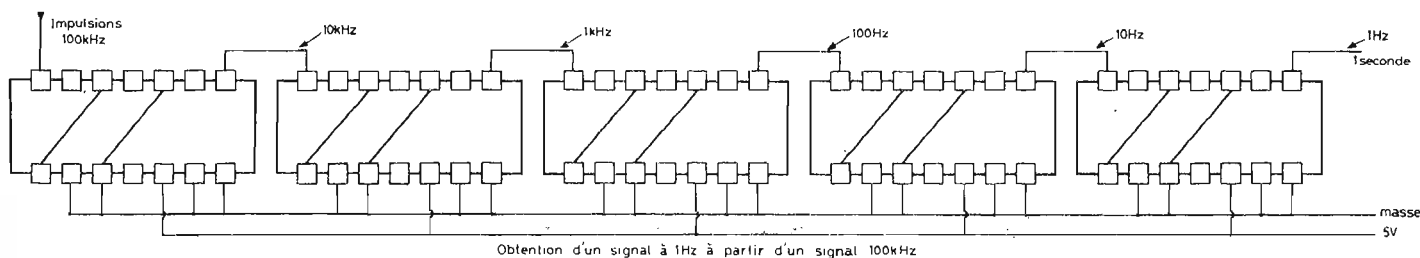 Impulsions
100kHz
10kHz
1kHz
100Hz
10Hz
1Hz
1seconde
masse
5V
Obtention d'un signal à 1Hz à partir d'un signal 100kHz